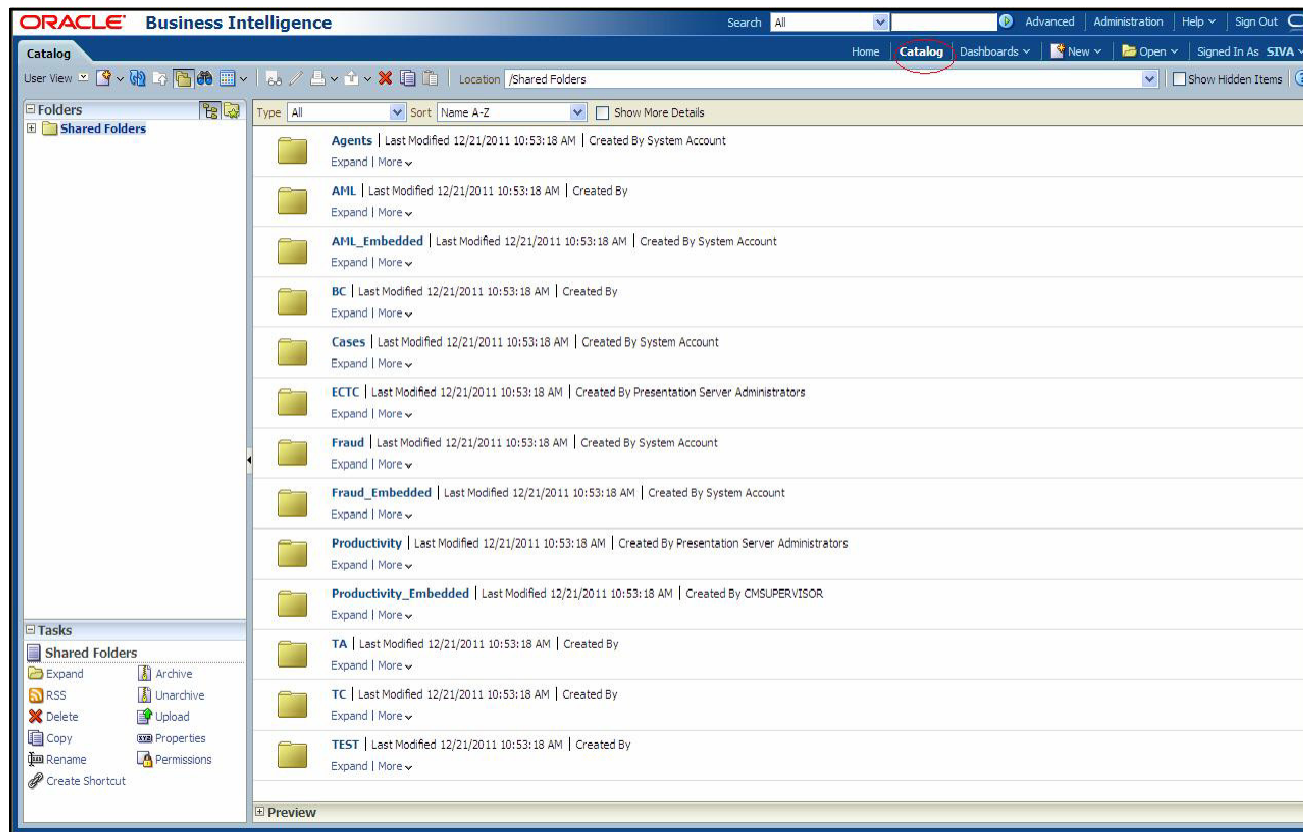 ORACLE Business Intelligence Search All Advanced Administration Help Sign Out
Catalog Home Catalog Dashboards New Open Signed In As SIVA
User View Location /Shared Folders Show Hidden Items
Folders
Shared Folders
Type All Sort Name A-Z Show More Details
Agents | Last Modified 12/21/2011 10:53:18 AM | Created By System Account
Expand | More
AML | Last Modified 12/21/2011 10:53:18 AM | Created By
Expand | More
AML_Embedded | Last Modified 12/21/2011 10:53:18 AM | Created By System Account
Expand | More
BC | Last Modified 12/21/2011 10:53:18 AM | Created By
Expand | More
Cases | Last Modified 12/21/2011 10:53:18 AM | Created By System Account
Expand | More
ECTC | Last Modified 12/21/2011 10:53:18 AM | Created By Presentation Server Administrators
Expand | More
Fraud | Last Modified 12/21/2011 10:53:18 AM | Created By System Account
Expand | More
Fraud_Embedded | Last Modified 12/21/2011 10:53:18 AM | Created By System Account
Expand | More
Productivity | Last Modified 12/21/2011 10:53:18 AM | Created By Presentation Server Administrators
Expand | More
Productivity_Embedded | Last Modified 12/21/2011 10:53:18 AM | Created By CMSUPERVISOR
Expand | More
TA | Last Modified 12/21/2011 10:53:18 AM | Created By
Expand | More
TC | Last Modified 12/21/2011 10:53:18 AM | Created By
Expand | More
TEST | Last Modified 12/21/2011 10:53:18 AM | Created By
Expand | More
Tasks
Shared Folders
Expand Archive
RSS Unarchive
Delete Upload
Copy Properties
Rename Permissions
Create Shortcut
Preview